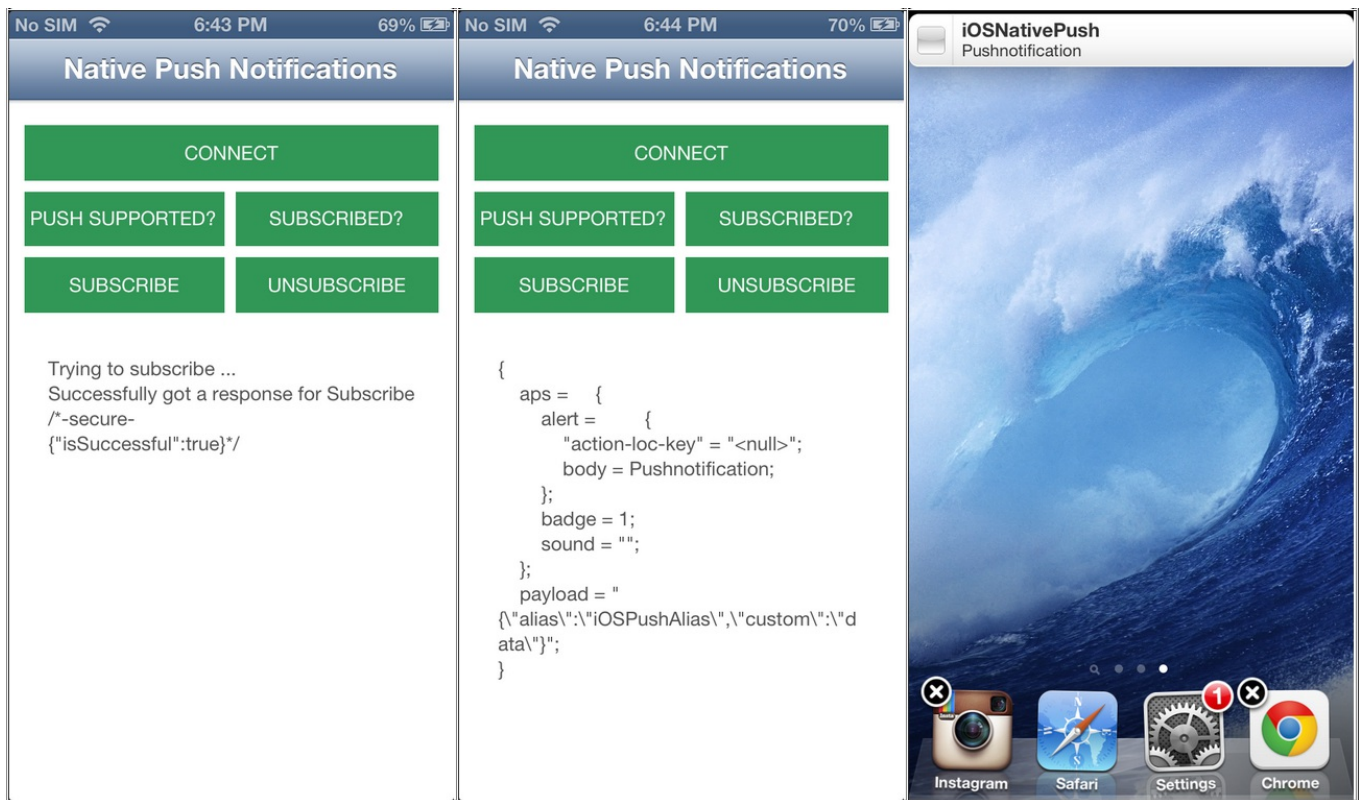 No SIM 6:43 PM 69%
Native Push Notifications
CONNECT
PUSH SUPPORTED? SUBSCRIBED?
SUBSCRIBE UNSUBSCRIBE
Trying to subscribe ...
Successfully got a response for Subscribe
/*-secure-
{"isSuccessful":true}*/
No SIM 6:44 PM 70%
Native Push Notifications
CONNECT
PUSH SUPPORTED? SUBSCRIBED?
SUBSCRIBE UNSUBSCRIBE
{
aps = {
alert = {
"action-loc-key" = "<null>";
body = Pushnotification;
};
badge = 1;
sound = "";
};
payload = "
{\"alias\":\"iOSPushAlias\",\"custom\":\"d
ata\"}";
}
iOSNativePush
Pushnotification
1
Instagram Safari Settings Chrome